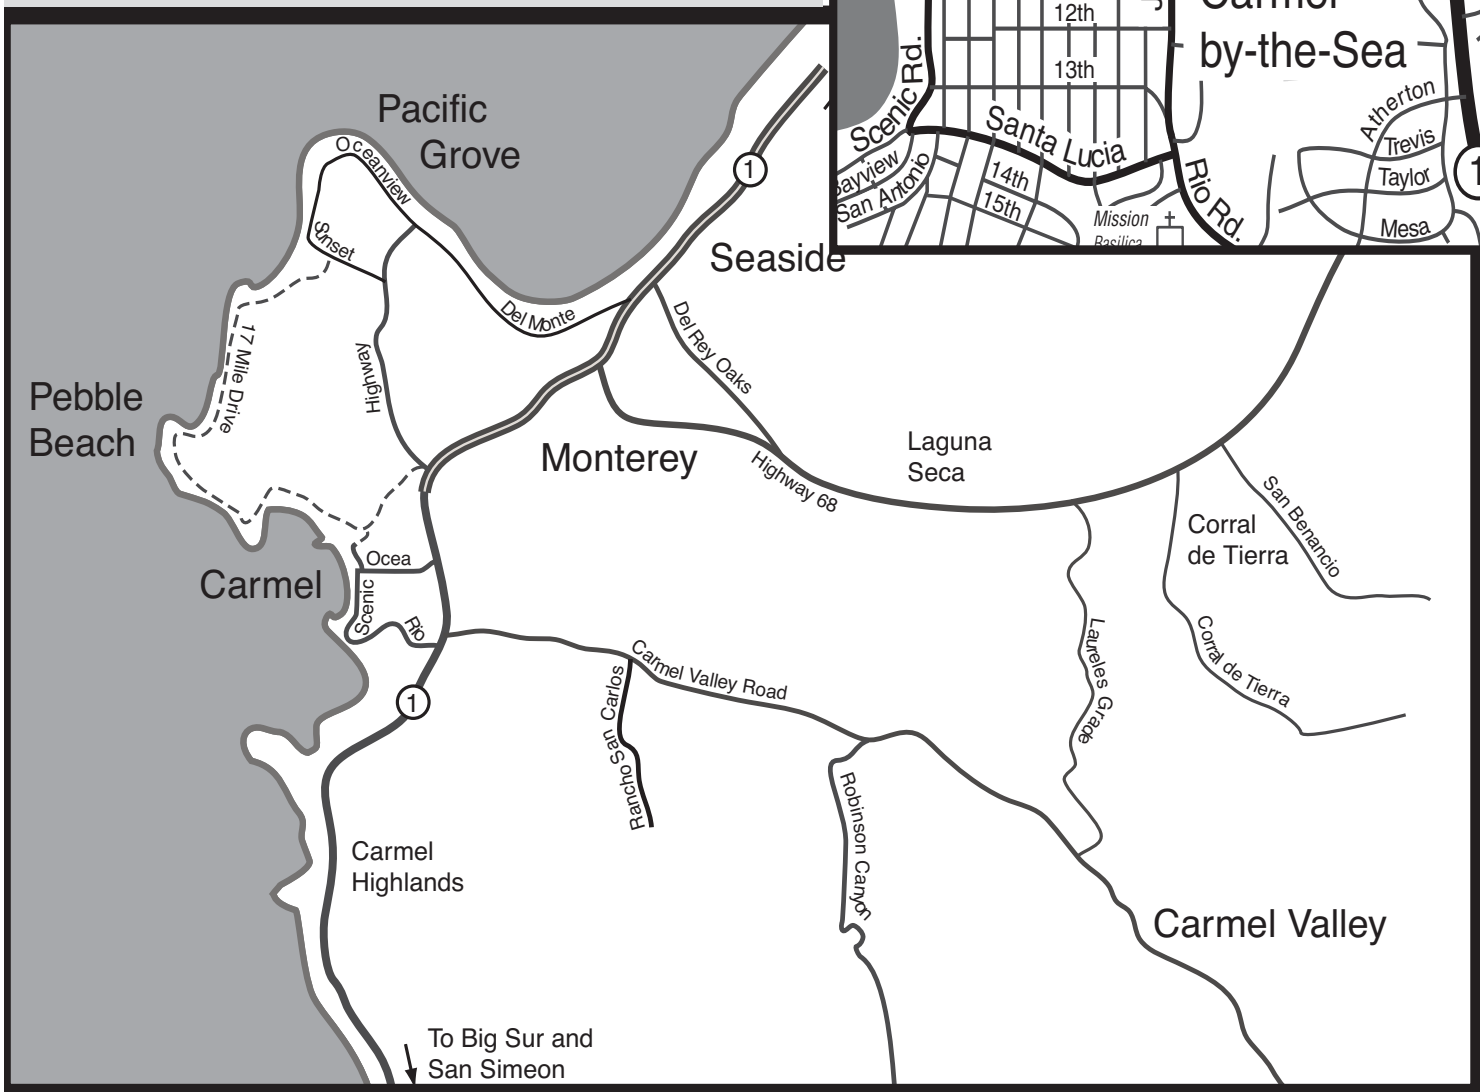 12th
Carmel
by-the-Sea
13th
Scenic Rd.
Santa Lucia
Atherton
Trevis
Taylor
Mesa
1
Bayview
San Antonio
14th
15th
Rio Rd.
Mission
Basilica
Pacific
Grove
Oceanview
Sunset
1
Seaside
Del Monte
Del Rey Oaks
17 Mile Drive
Highway
Pebble
Beach
Monterey
Highway 68
Laguna
Seca
San Benancio
Corral
de Tierra
Corral de Tierra
Ocea
Carmel
Scenic
Rio
Laureles Grade
Carmel Valley Road
Rancho San Carlos
1
Robinson Canyon
Carmel
Highlands
Carmel Valley
To Big Sur and
San Simeon